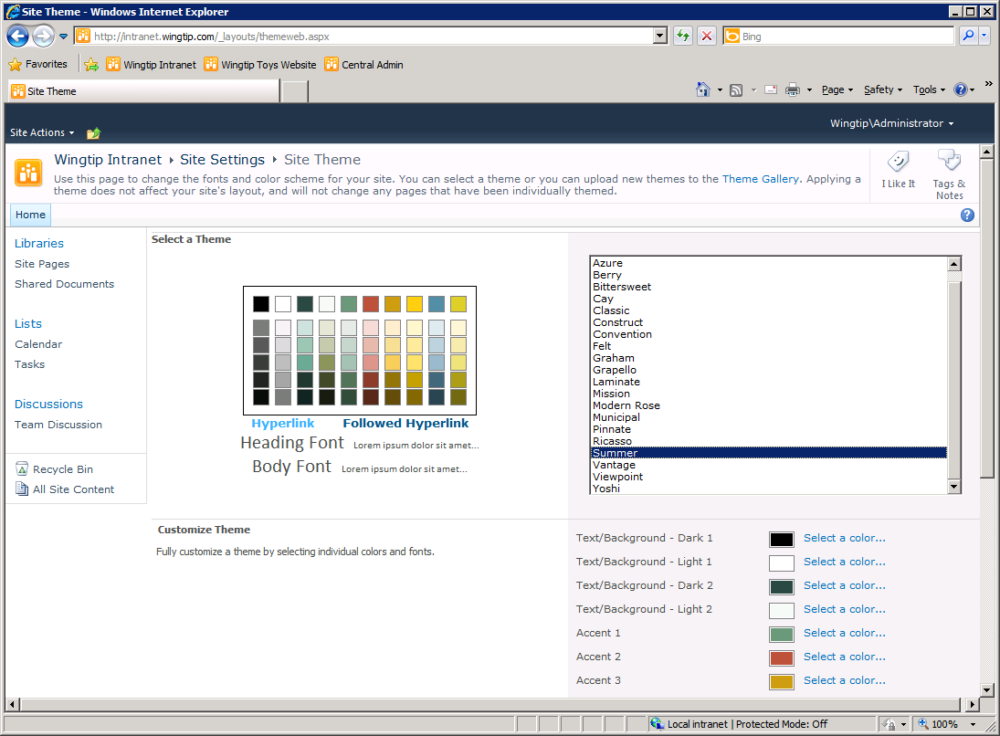 Site Theme - Windows Internet Explorer
http://intranet.wingtip.com/_layouts/themeweb.aspx
Bing
Favorites
Wingtip Intranet
Wingtip Toys Website
Central Admin
Site Theme
Page
Safety
Tools
Site Actions
Wingtip\Administrator
Wingtip Intranet
Site Settings
Site Theme
Use this page to change the fonts and color scheme for your site. You can select a theme or you can upload new themes to the Theme Gallery. Applying a
theme does not affect your site's layout, and will not change any pages that have been individually themed.
I Like It
Tags &
Notes
Home
Libraries
Site Pages
Shared Documents
Lists
Calendar
Tasks
Discussions
Team Discussion
Recycle Bin
All Site Content
Select a Theme
Hyperlink
Followed Hyperlink
Heading Font
Lorem ipsum dolor sit amet...
Body Font
Lorem ipsum dolor sit amet...
Azure
Berry
Bittersweet
Cay
Classic
Construct
Convention
Felt
Graham
Grapello
Laminate
Mission
Modern Rose
Municipal
Pinnate
Ricasso
Summer
Vantage
Viewpoint
Yoshi
Customize Theme
Fully customize a theme by selecting individual colors and fonts.
Text/Background - Dark 1
Select a color...
Text/Background - Light 1
Select a color...
Text/Background - Dark 2
Select a color...
Text/Background - Light 2
Select a color...
Accent 1
Select a color...
Accent 2
Select a color...
Accent 3
Select a color...
Local intranet | Protected Mode: Off
100%